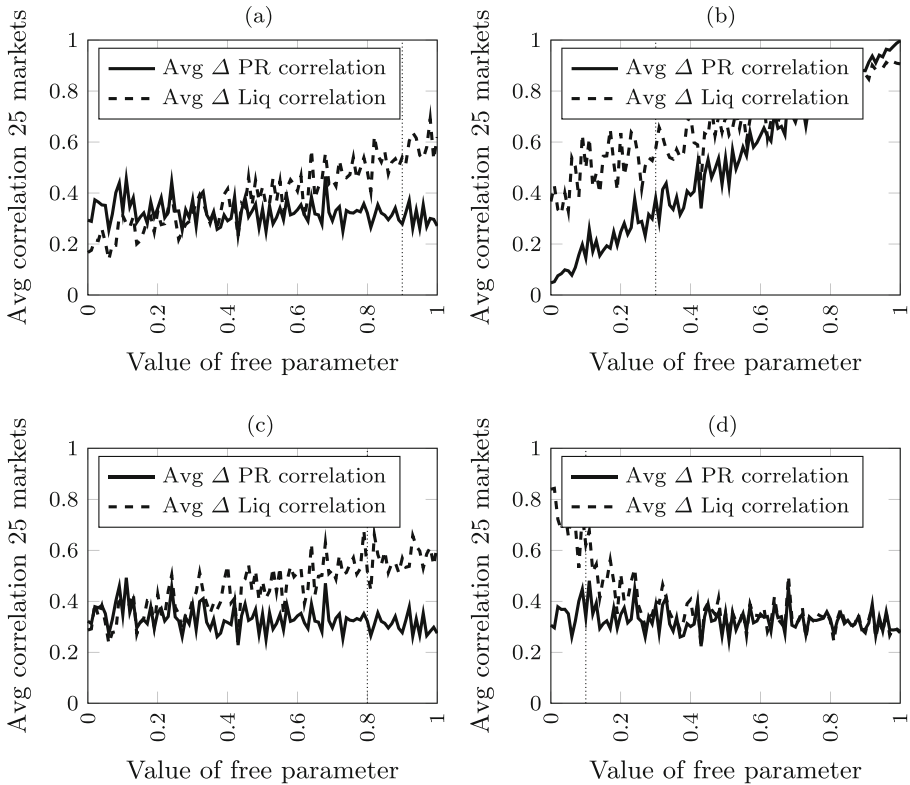 (a)
Avg correlation 25 markets
1
0.8
0.6
0.4
0.2
0
Avg Δ PR correlation
Avg Δ Liq correlation
0
0.2
0.4
0.6
0.8
1
Value of free parameter
(b)
Avg correlation 25 markets
1
0.8
0.6
0.4
0.2
0
Avg Δ PR correlation
Avg Δ Liq correlation
0
0.2
0.4
0.6
0.8
1
Value of free parameter
(c)
Avg correlation 25 markets
1
0.8
0.6
0.4
0.2
0
Avg Δ PR correlation
Avg Δ Liq correlation
0
0.2
0.4
0.6
0.8
1
Value of free parameter
(d)
Avg correlation 25 markets
1
0.8
0.6
0.4
0.2
0
Avg Δ PR correlation
Avg Δ Liq correlation
0
0.2
0.4
0.6
0.8
1
Value of free parameter